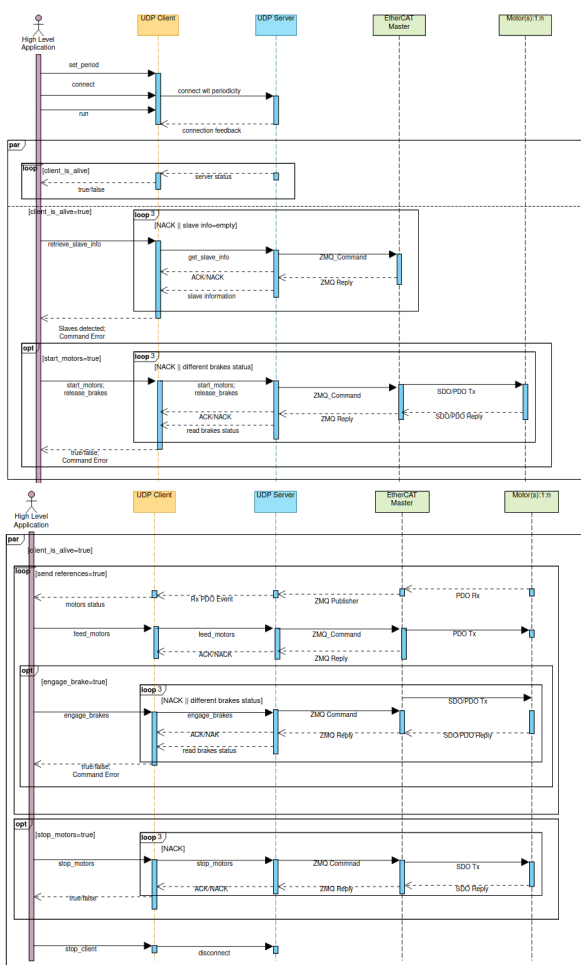 UDP Client
UDP Server
EtherCAT
Master
Motor(s):1:n
High Level
Application
set_period
connect
connect wit periodicity
run
connection feedback
par
loop
[client_is_alive]
server status
true/false
[client_is_alive=true]
loop 3
[NACK || slave info=empty]
retrieve_slave_info
get_slave_info
ZMQ_Command
ACK/NACK
ZMQ Reply
slave information
Slaves detected;
Command Error
opt
[start_motors=true]
loop 3
[NACK || different brakes status]
start_motors;
release_brakes
start_motors;
release_brakes
ZMQ_Command
SDO/PDO Tx
ACK/NACK
ZMQ Reply
SDO/PDO Reply
read brakes status
true/false;
Command Error
UDP Client
UDP Server
EtherCAT
Master
Motor(s):1:n
High Level
Application
par
[client_is_alive=true]
loop
[send references=true]
motors status
Rx PDO Event
ZMQ Publisher
PDO Rx
feed_motors
feed_motors
ZMQ_Command
PDO Tx
ACK/NACK
ZMQ Reply
opt
[engage_brake=true]
loop 3
[NACK || different brakes status]
SDO/PDO Tx
engage_brakes
engage_brakes
ZMQ Command
ACK/NAK
ZMQ Reply
SDO/PDO Reply
read brakes status
true/false;
Command Error
opt
[stop_motors=true]
loop 3
[NACK]
stop_motors
stop_motors
ZMQ Commnad
SDO Tx
ACK/NACK
ZMQ Reply
SDO Reply
true/false
stop_client
disconnect